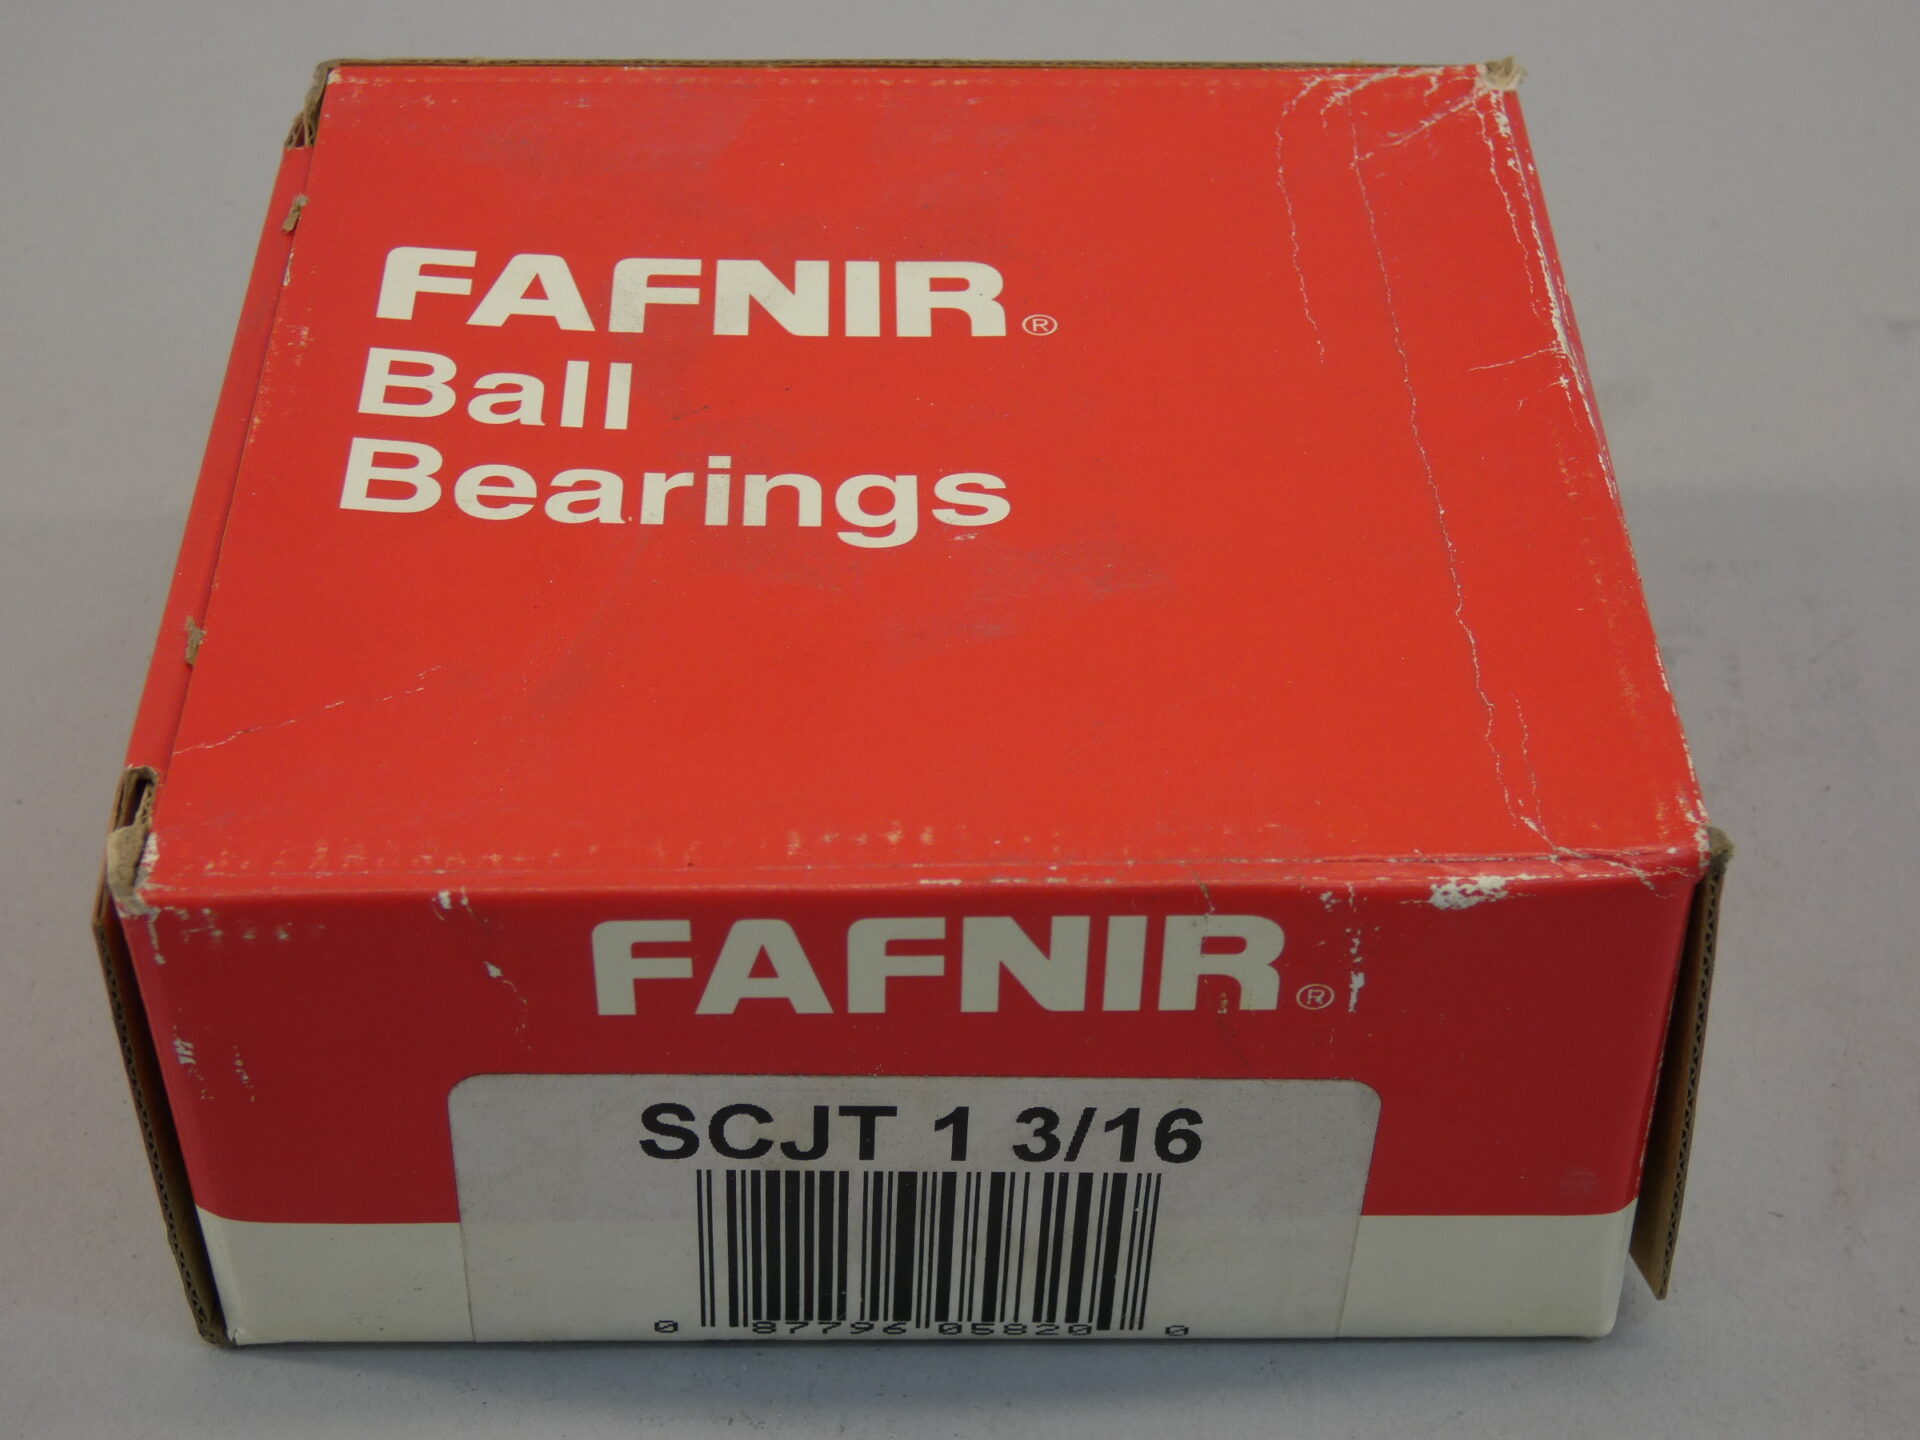 FAFNIR®
Ball
Bearings
FAFNIR®
SCJT 1 3/16
0 87796 05820 0